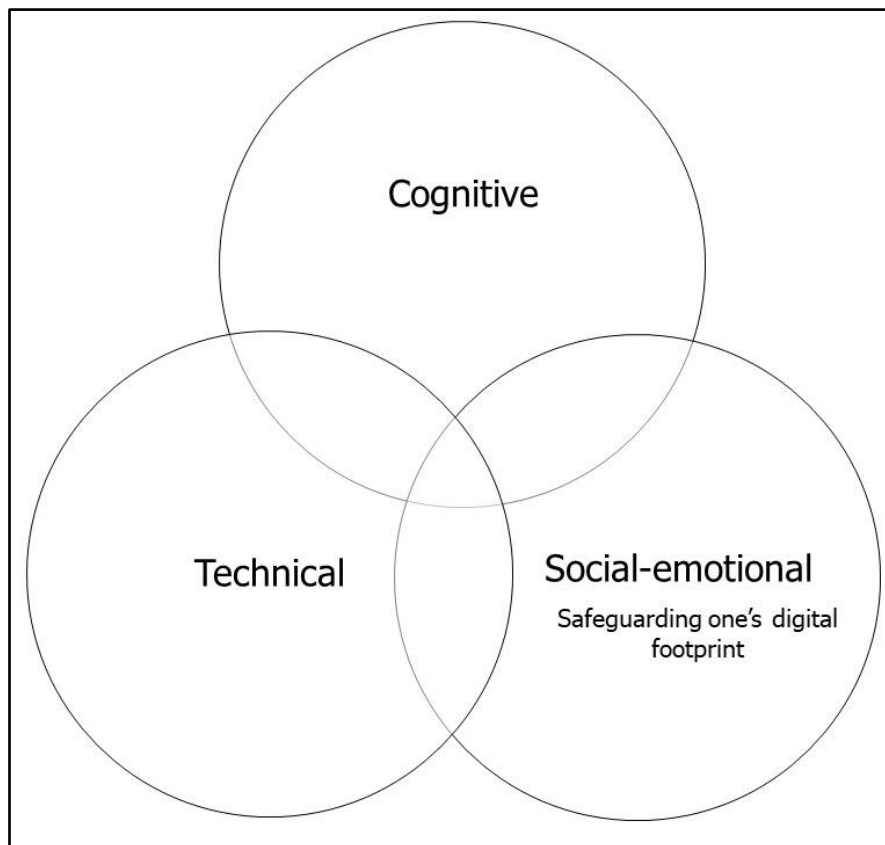 Cognitive
Technical
Social-emotional
Safeguarding one’s digital
footprint